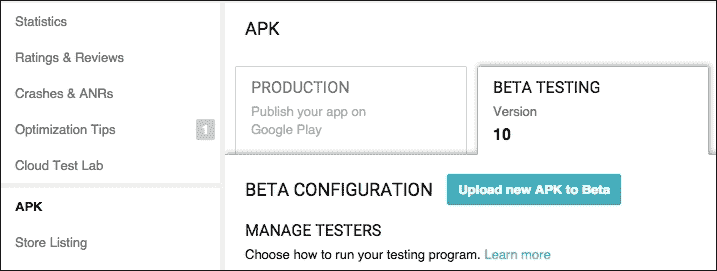 Statistics
Ratings & Reviews
Crashes & ANRs
Optimization Tips 1
Cloud Test Lab
APK
Store Listing
APK
PRODUCTION
Publish your app on
Google Play
BETA TESTING
Version
10
BETA CONFIGURATION Upload new APK to Beta
MANAGE TESTERS
Choose how to run your testing program. Learn more